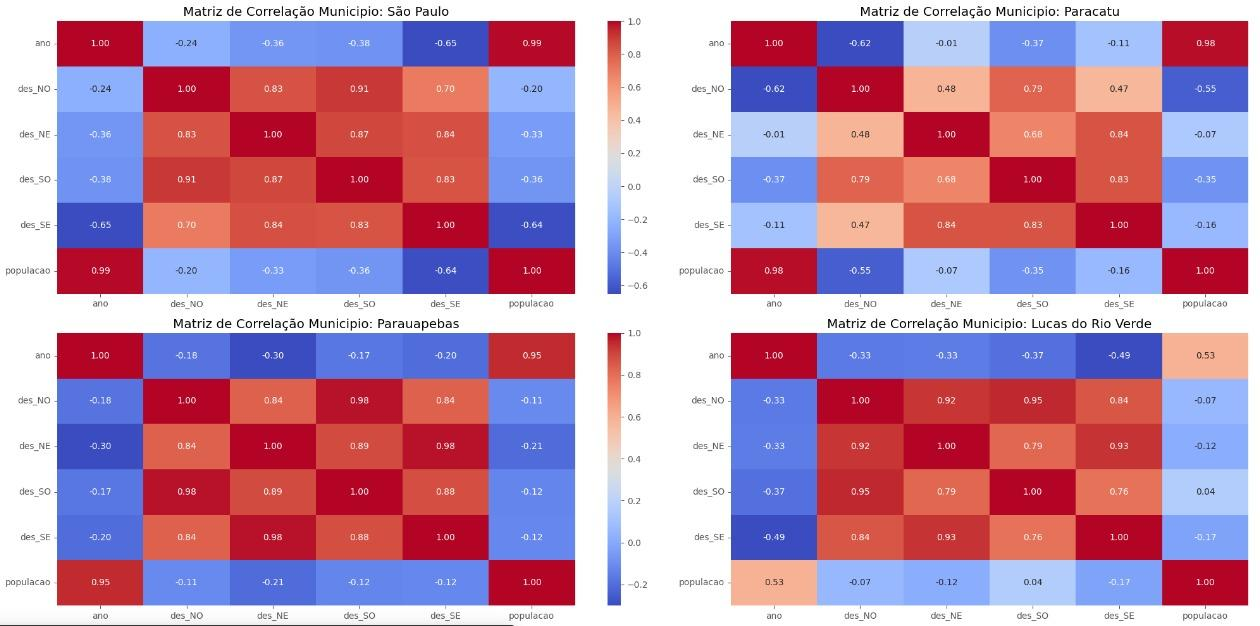 Matriz de Correlação Municipio: São Paulo
ano 1.00 -0.24 -0.36 -0.38 -0.65 0.99
des_NO -0.24 1.00 0.83 0.91 0.70 -0.20
des_NE -0.36 0.83 1.00 0.87 0.84 -0.33
des_SO -0.38 0.91 0.87 1.00 0.83 -0.36
des_SE -0.65 0.70 0.84 0.83 1.00 -0.64
populacao 0.99 -0.20 -0.33 -0.36 -0.64 1.00
ano des_NO des_NE des_SO des_SE populacao
1.0
0.8
0.6
0.4
0.2
0.0
−0.2
−0.4
−0.6
Matriz de Correlação Municipio: Paracatu
ano 1.00 -0.62 -0.01 -0.37 -0.11 0.98
des_NO -0.62 1.00 0.48 0.79 0.47 -0.55
des_NE -0.01 0.48 1.00 0.68 0.84 -0.07
des_SO -0.37 0.79 0.68 1.00 0.83 -0.35
des_SE -0.11 0.47 0.84 0.83 1.00 -0.16
populacao 0.98 -0.55 -0.07 -0.35 -0.16 1.00
ano des_NO des_NE des_SO des_SE populacao
Matriz de Correlação Municipio: Parauapebas
ano 1.00 -0.18 -0.30 -0.17 -0.20 0.95
des_NO -0.18 1.00 0.84 0.98 0.84 -0.11
des_NE -0.30 0.84 1.00 0.89 0.98 -0.21
des_SO -0.17 0.98 0.89 1.00 0.88 -0.12
des_SE -0.20 0.84 0.98 0.88 1.00 -0.12
populacao 0.95 -0.11 -0.21 -0.12 -0.12 1.00
ano des_NO des_NE des_SO des_SE populacao
1.0
0.8
0.6
0.4
0.2
0.0
−0.2
Matriz de Correlação Municipio: Lucas do Rio Verde
ano 1.00 -0.33 -0.33 -0.37 -0.49 0.53
des_NO -0.33 1.00 0.92 0.95 0.84 -0.07
des_NE -0.33 0.92 1.00 0.79 0.93 -0.12
des_SO -0.37 0.95 0.79 1.00 0.76 0.04
des_SE -0.49 0.84 0.93 0.76 1.00 -0.17
populacao 0.53 -0.07 -0.12 0.04 -0.17 1.00
ano des_NO des_NE des_SO des_SE populacao